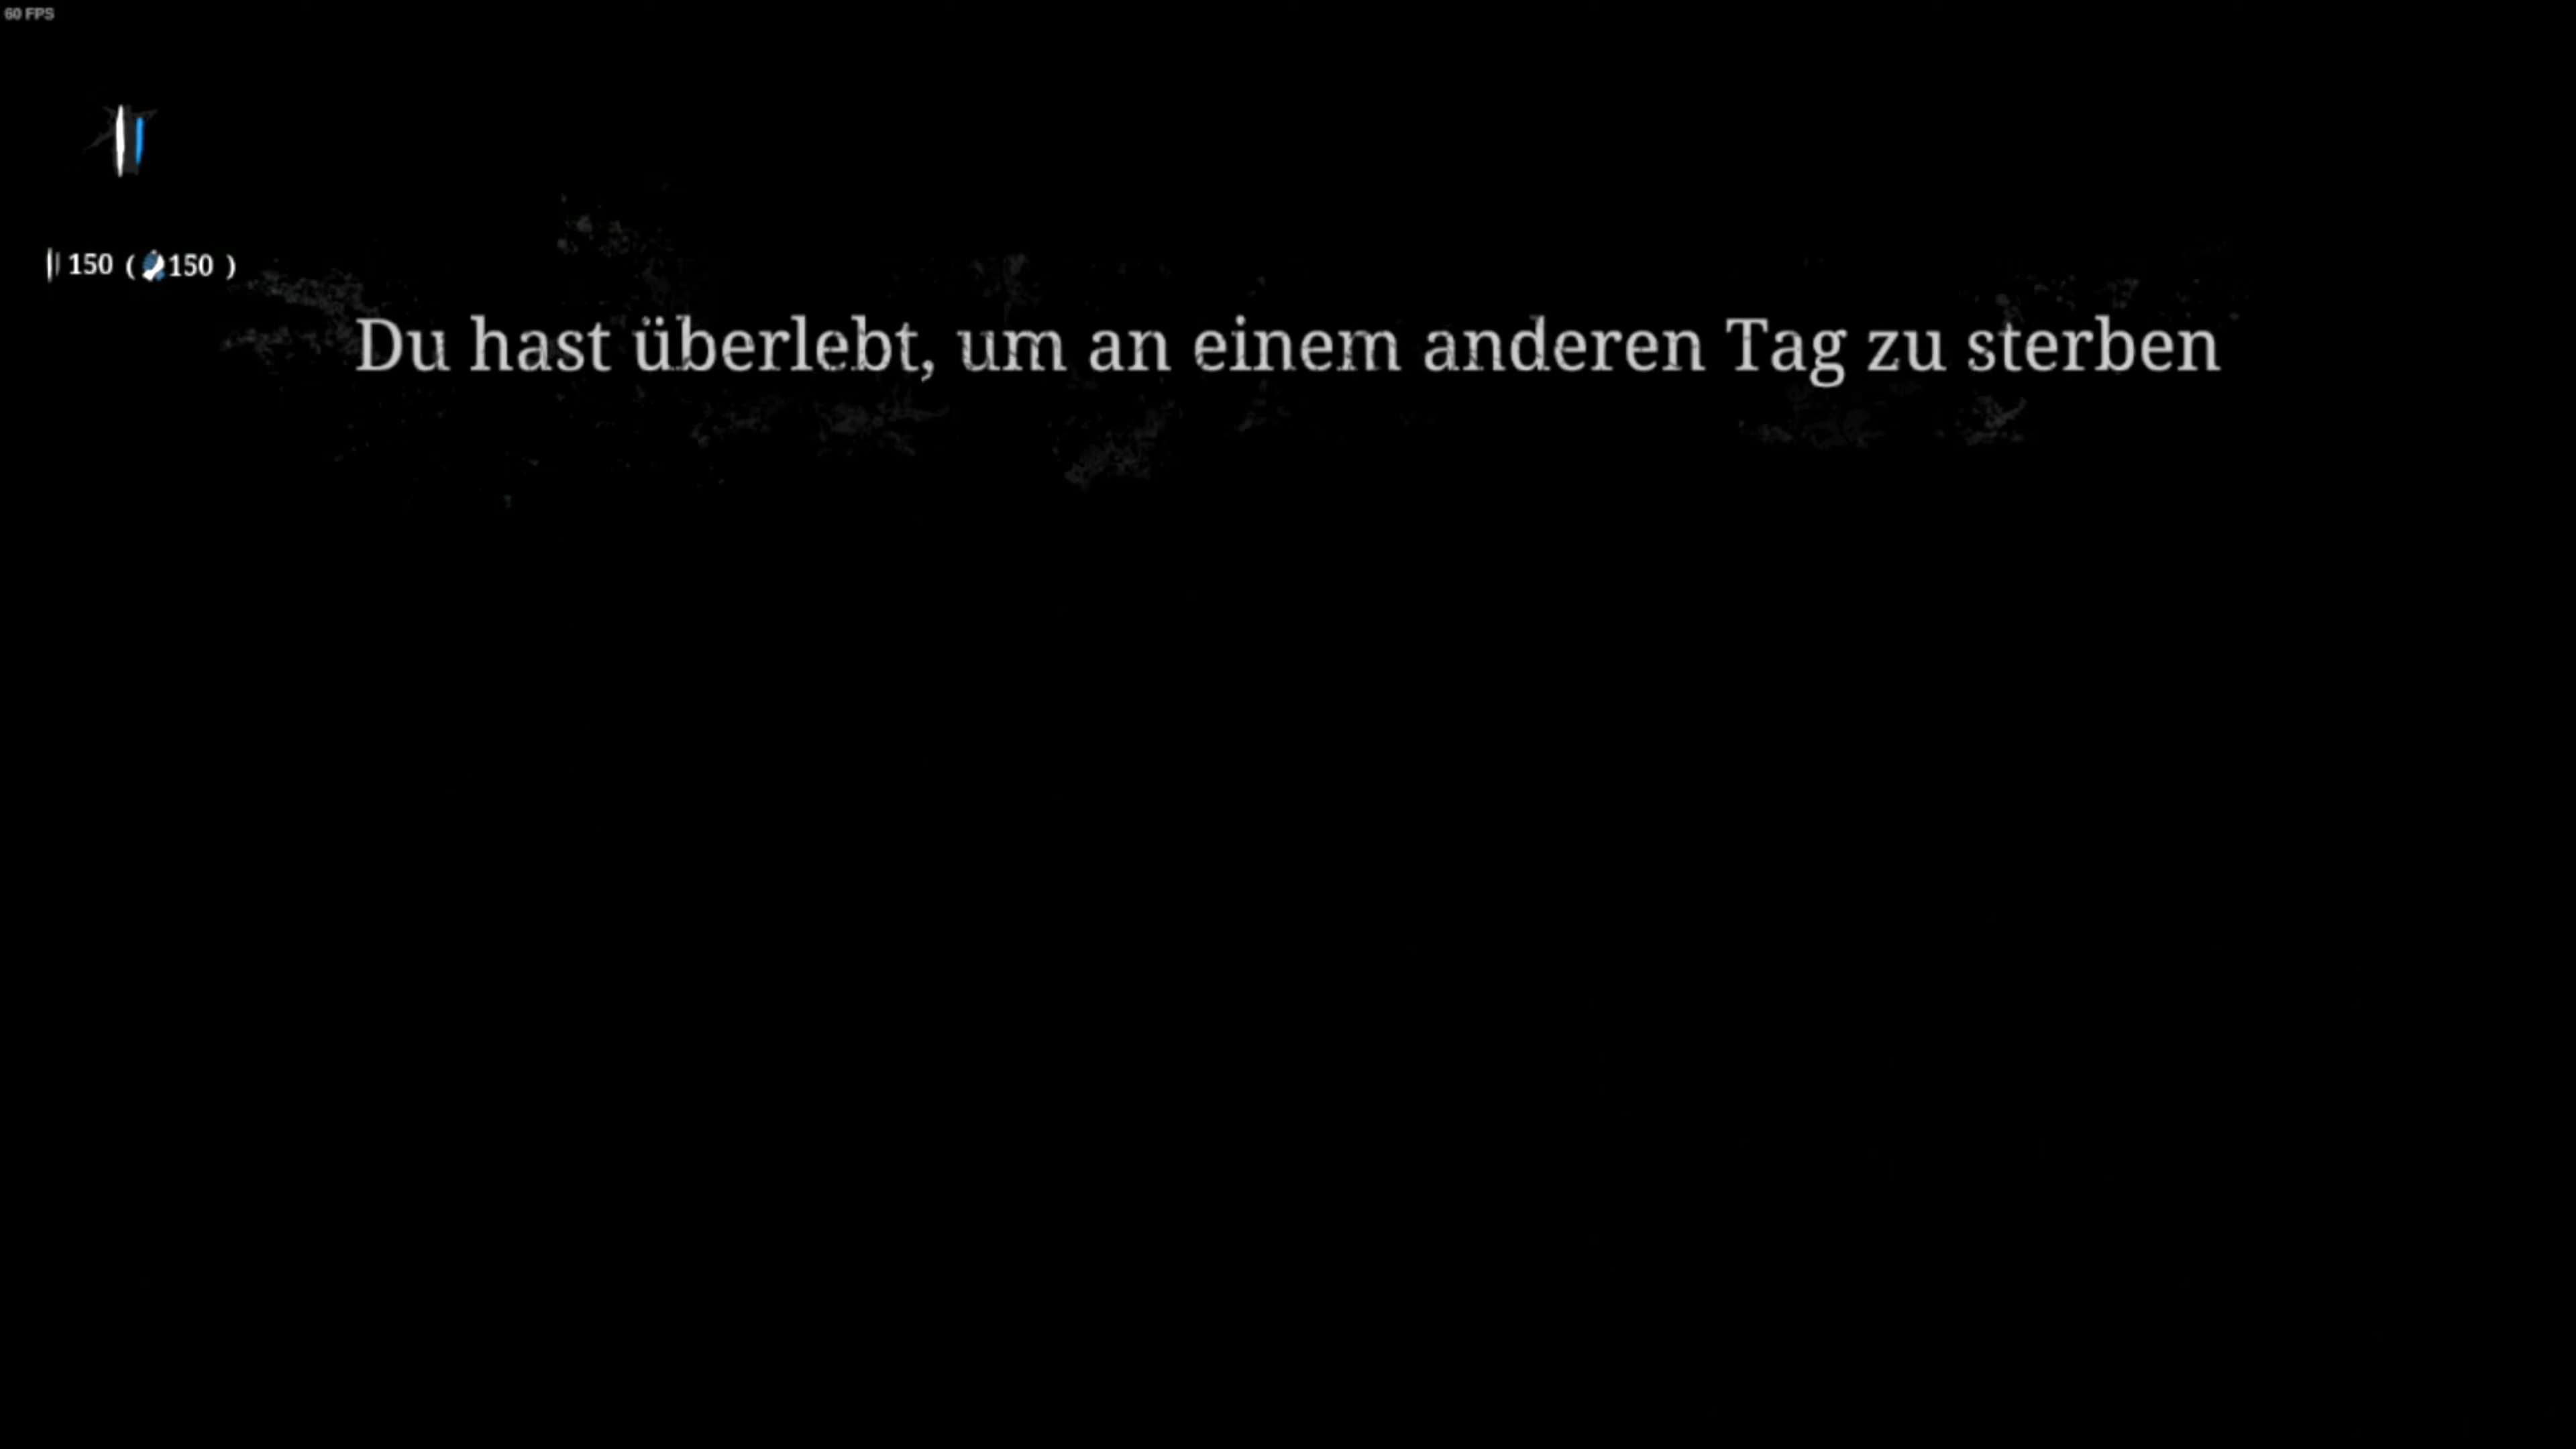 60 FPS
150 ( 150 )
Du hast überlebt, um an einem anderen Tag zu sterben